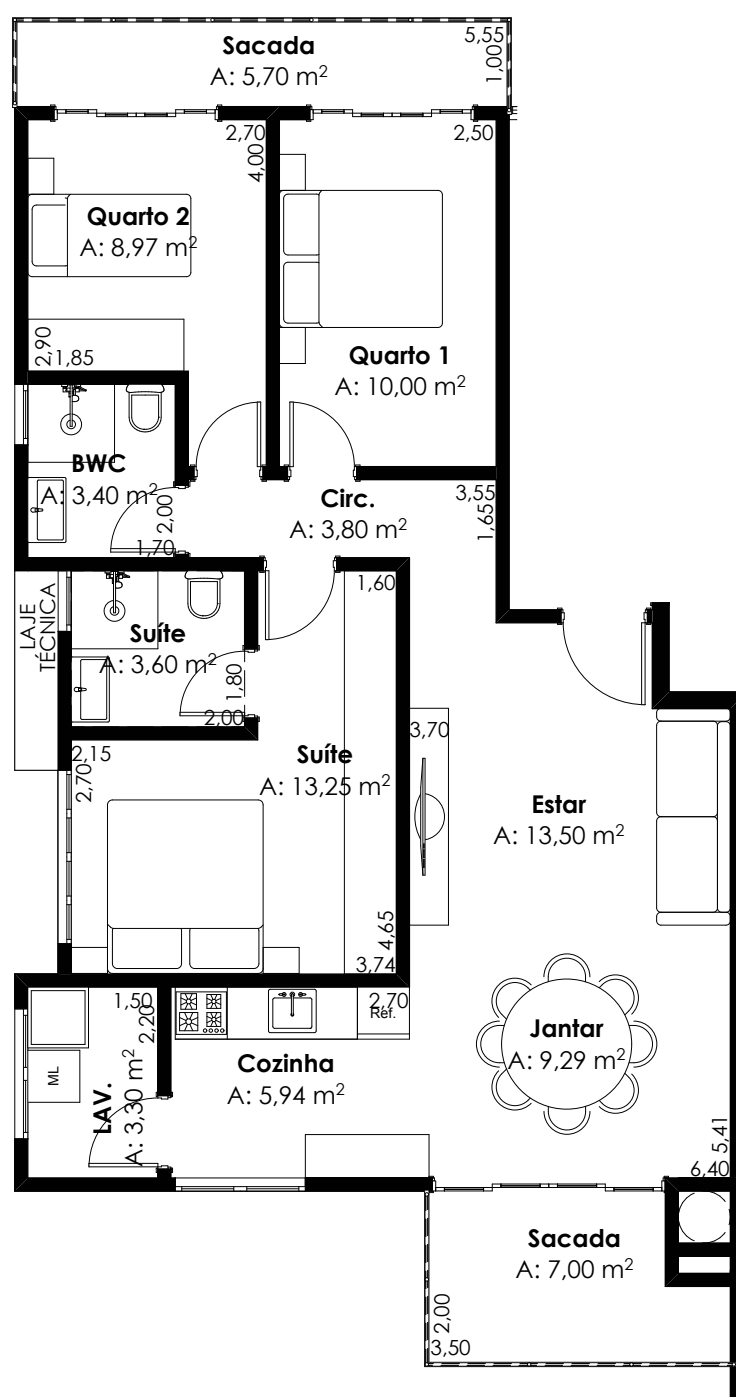 Sacada
A: 5,70 m²
5,55
1,00
2,70
4,00
2,50
Quarto 2
A: 8,97 m²
2,90
1,85
Quarto 1
A: 10,00 m²
BWC
A: 3,40 m²
2,00
1,70
Circ.
A: 3,80 m²
3,55
1,65
LAJE
TÉCNICA
Suíte
A: 3,60 m²
1,80
2,00
1,60
2,15
2,70
Suíte
A: 13,25 m²
4,65
3,74
3,70
Estar
A: 13,50 m²
1,50
2,20
ML
LAV.
A: 3,30 m²
2,70
Ref.
Cozinha
A: 5,94 m²
Jantar
A: 9,29 m²
5,41
6,40
Sacada
A: 7,00 m²
2,00
3,50